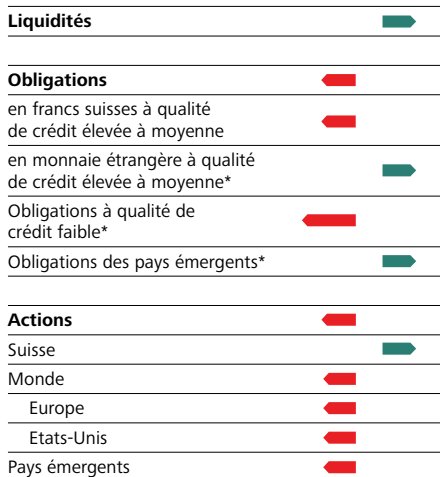 Liquidités
Obligations
en francs suisses à qualité
de crédit élevée à moyenne
en monnaie étrangère à qualité
de crédit élevée à moyenne*
Obligations à qualité de
crédit faible*
Obligations des pays émergents*
Actions
Suisse
Monde
Europe
Etats-Unis
Pays émergents